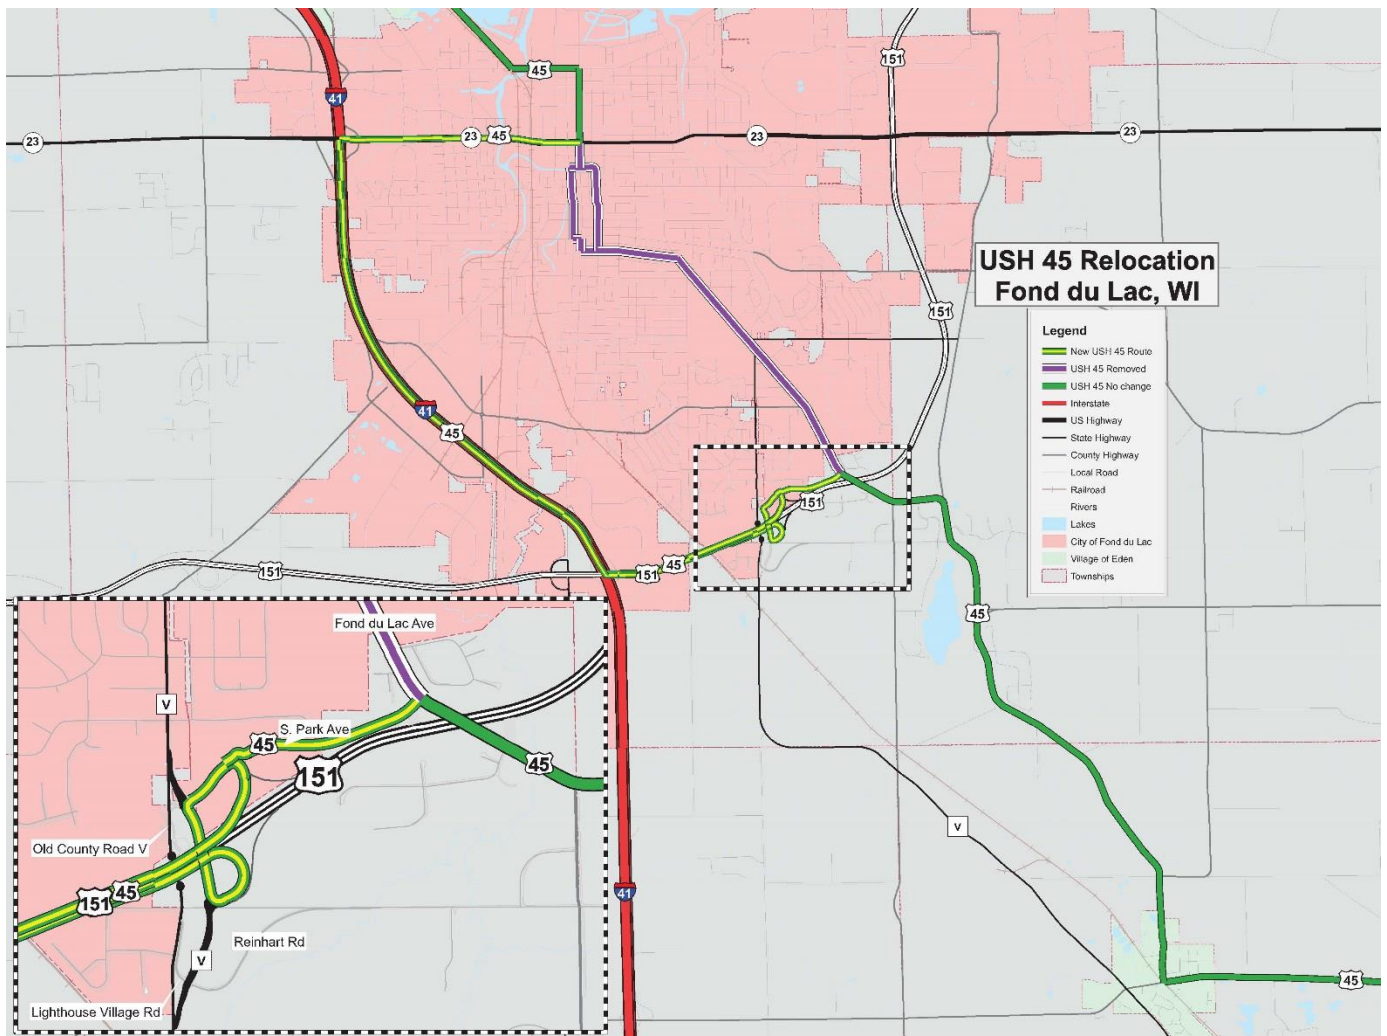 45
151
41
23
23
45
23
23
USH 45 Relocation
Fond du Lac, WI
151
Legend
New USH 45 Route
USH 45 Removed
USH 45 No change
Interstate
US Highway
State Highway
County Highway
Local Road
Railroad
Rivers
Lakes
City of Fond du Lac
Village of Eden
Townships
41
45
151
151
151
45
45
Fond du Lac Ave
V
S. Park Ave
45
45
151
Old County Road V
V
151
45
41
Reinhart Rd
V
Lighthouse Village Rd
45